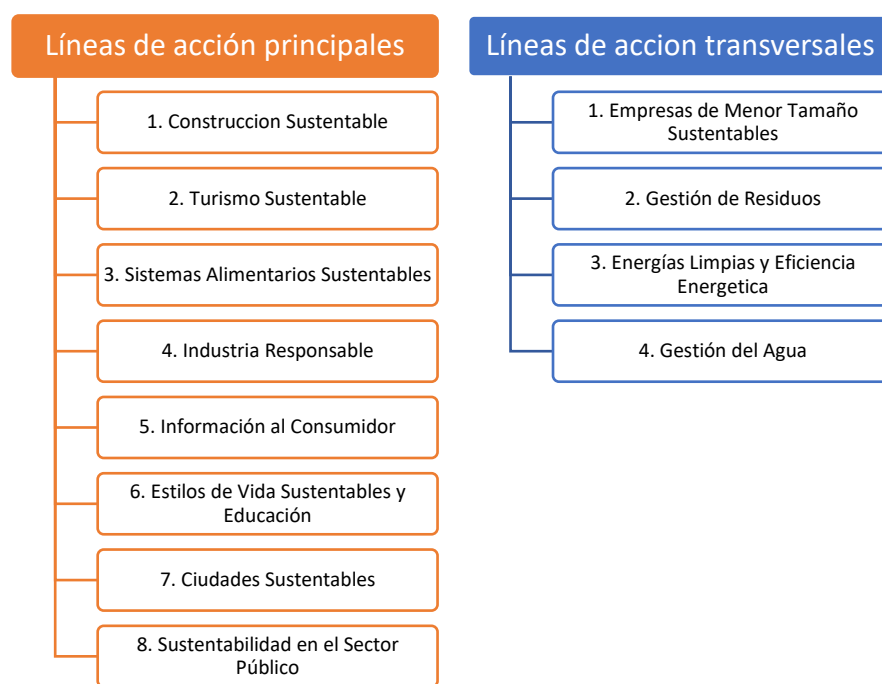 Líneas de acción principales
1. Construccion Sustentable
2. Turismo Sustentable
3. Sistemas Alimentarios Sustentables
4. Industria Responsable
5. Información al Consumidor
6. Estilos de Vida Sustentables y
Educación
7. Ciudades Sustentables
8. Sustentabilidad en el Sector
Público
Líneas de accion transversales
1. Empresas de Menor Tamaño
Sustentables
2. Gestión de Residuos
3. Energías Limpias y Eficiencia
Energetica
4. Gestión del Agua